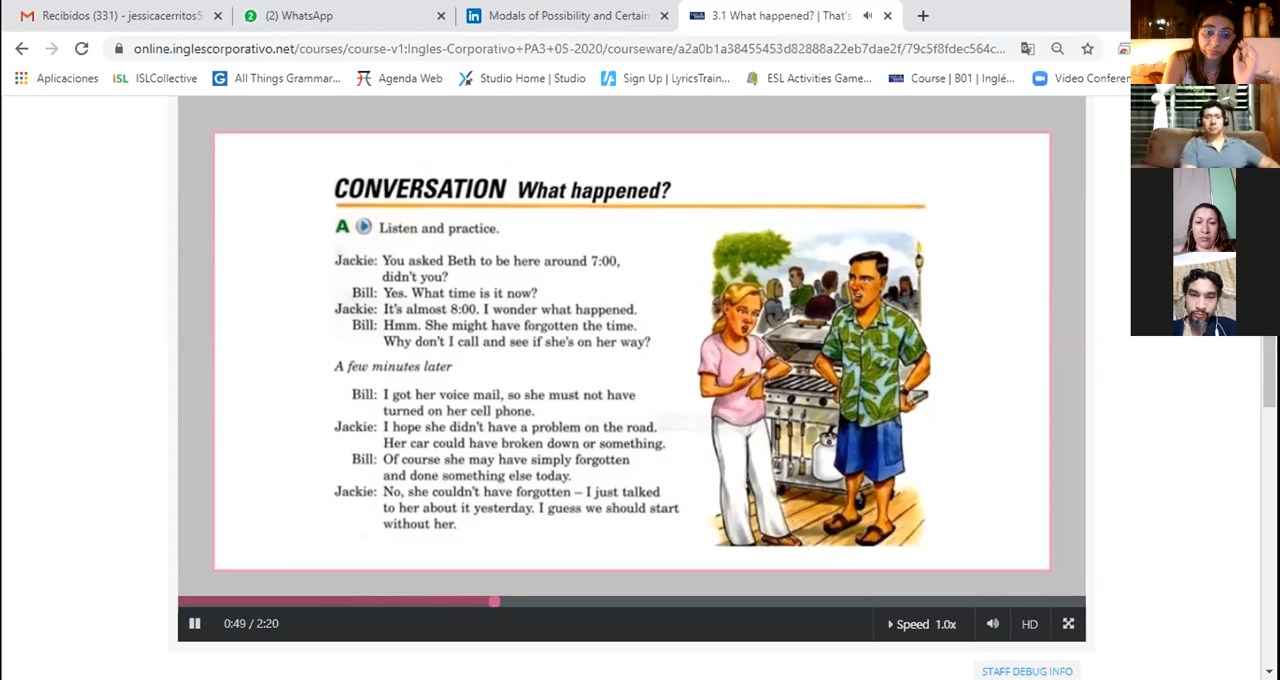 Recibidos (331) - jessicacerritos5
(2) WhatsApp
Modals of Possibility and Certain
3.1 What happened? | That's
online.inglescorporativo.net/courses/course-v1:Ingles-Corporativo+PA3+05-2020/courseware/a2a0b1a38455453d82888a22eb7dae2f/79c5f8fdec564c...
Aplicaciones
iSL ISLCollective
All Things Grammar...
Agenda Web
Studio Home | Studio
Sign Up | LyricsTrain...
ESL Activities Game...
Course | B01 | Inglé...
Video Conferen
CONVERSATION What happened?
A Listen and practice.
Jackie: You asked Beth to be here around 7:00,
didn't you?
Bill: Yes. What time is it now?
Jackie: It's almost 8:00. I wonder what happened.
Bill: Hmm. She might have forgotten the time.
Why don't I call and see if she's on her way?
A few minutes later
Bill: I got her voice mail, so she must not have
turned on her cell phone.
Jackie: I hope she didn't have a problem on the road.
Her car could have broken down or something.
Bill: Of course she may have simply forgotten
and done something else today.
Jackie: No, she couldn't have forgotten – I just talked
to her about it yesterday. I guess we should start
without her.
0:49 / 2:20
Speed 1.0x
HD
STAFF DEBUG INFO